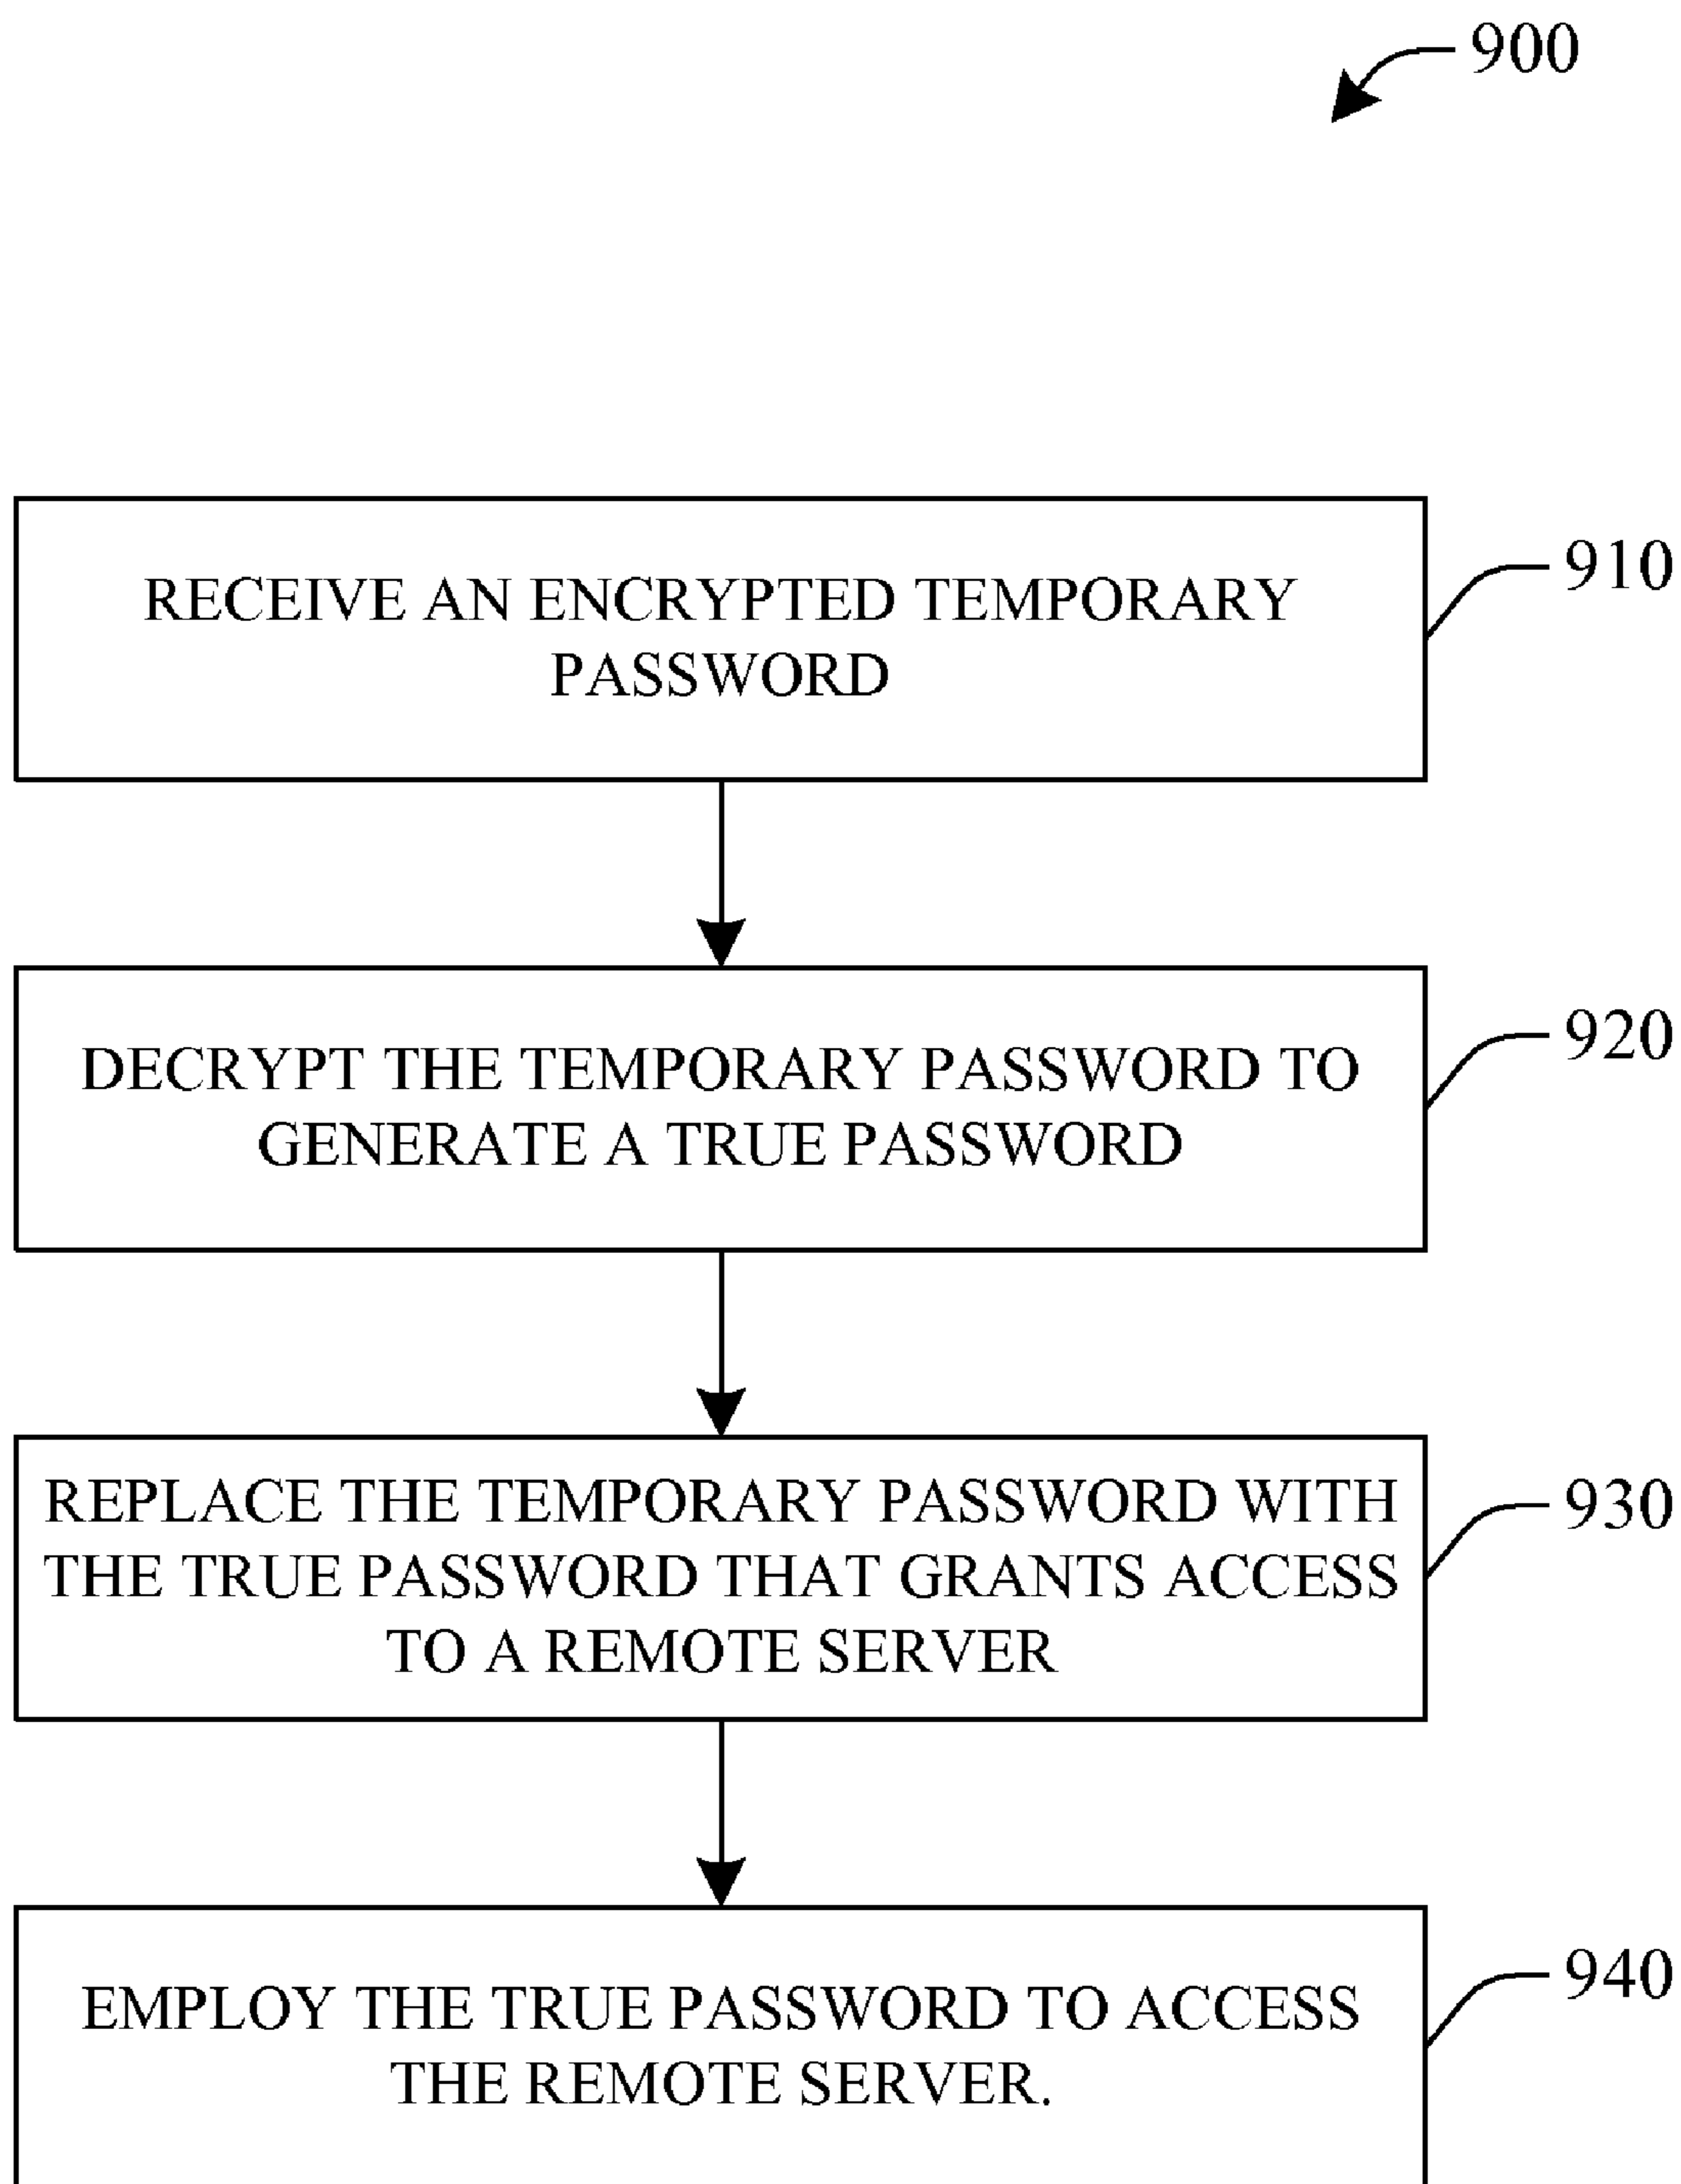 900
RECEIVE AN ENCRYPTED TEMPORARY
PASSWORD
910
DECRYPT THE TEMPORARY PASSWORD TO
GENERATE A TRUE PASSWORD
920
REPLACE THE TEMPORARY PASSWORD WITH
THE TRUE PASSWORD THAT GRANTS ACCESS
TO A REMOTE SERVER
930
EMPLOY THE TRUE PASSWORD TO ACCESS
THE REMOTE SERVER.
940